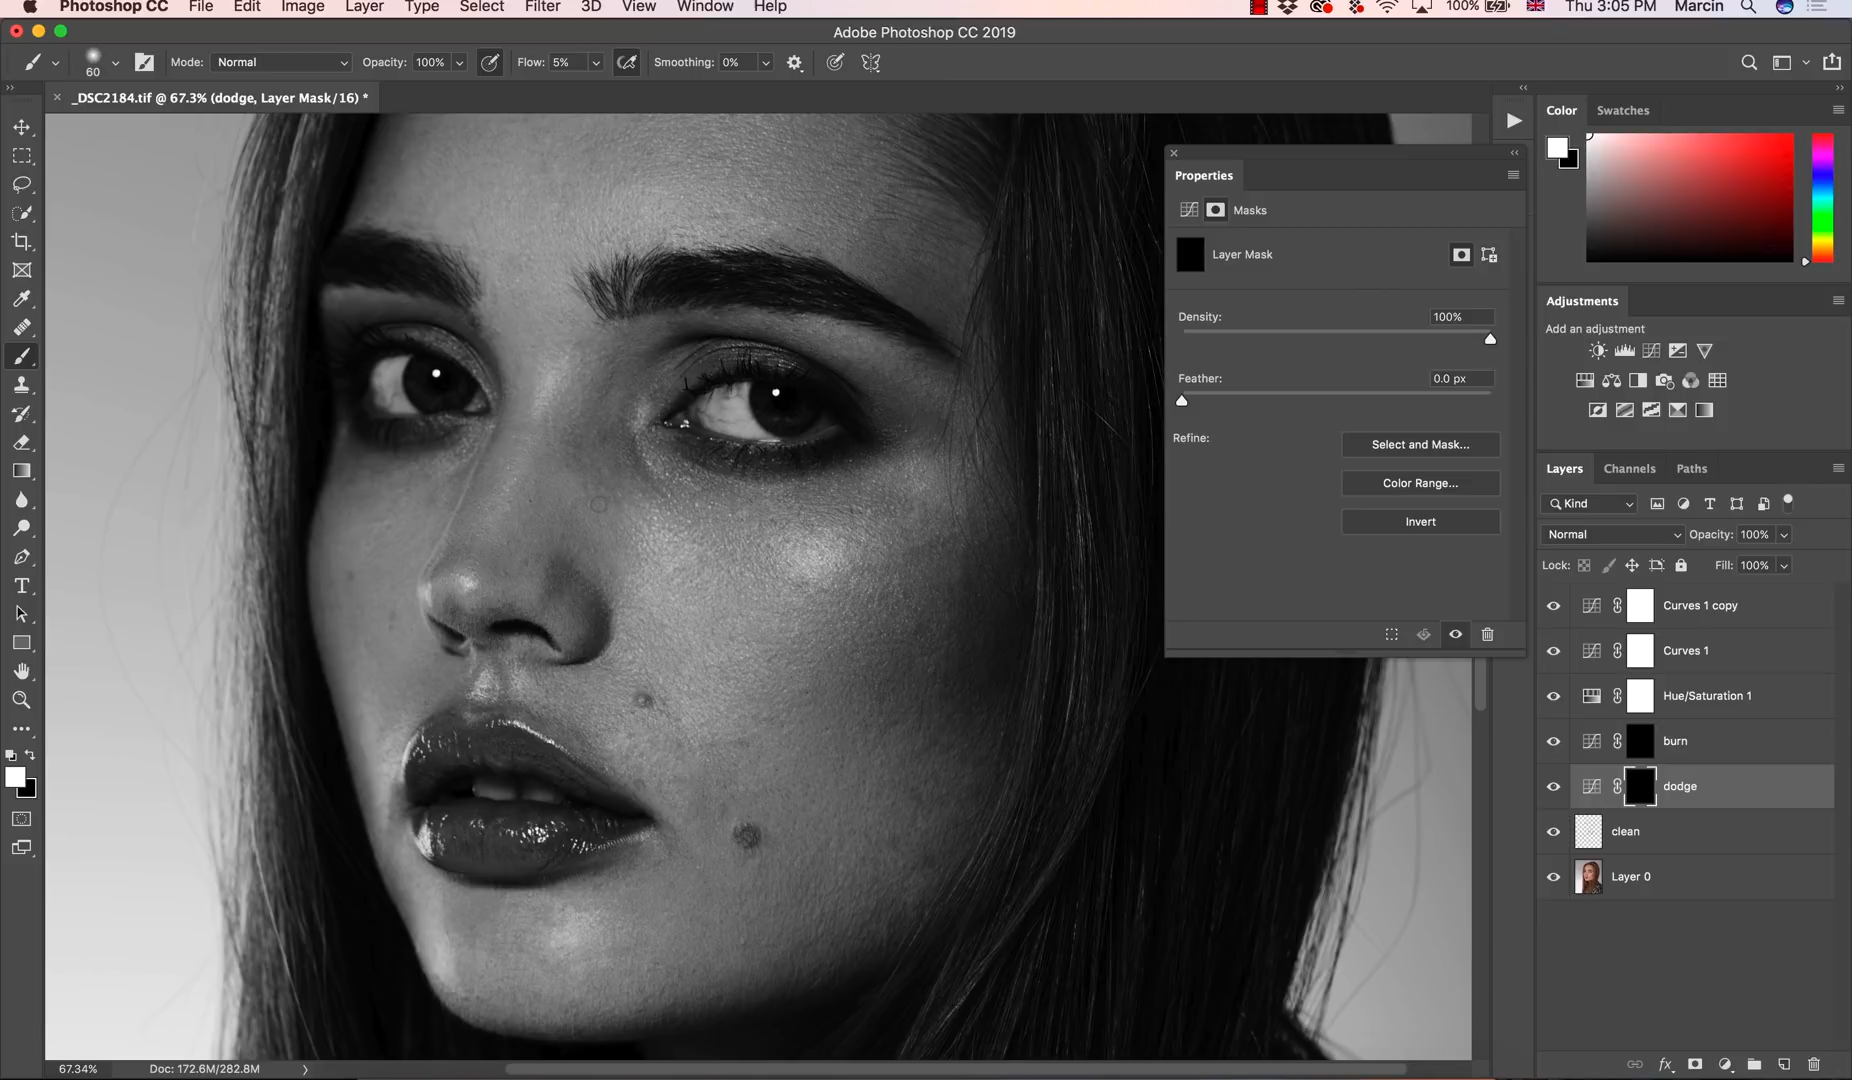 Photoshop CC File Edit Image Layer Type Select Filter 3D View Window Help 100% Thu 3:05 PM Marcin
Adobe Photoshop CC 2019
60 Mode: Normal Opacity: 100% Flow: 5% Smoothing: 0%
_DSC2184.tif @ 67.3% (dodge, Layer Mask/16) *
Color Swatches
Properties
Masks
Layer Mask
Density: 100%
Feather: 0.0 px
Refine:
Select and Mask...
Color Range...
Invert
Adjustments
Add an adjustment
Layers Channels Paths
Kind
Normal Opacity: 100%
Lock: Fill: 100%
Curves 1 copy
Curves 1
Hue/Saturation 1
burn
dodge
clean
Layer 0
67.34% Doc: 172.6M/282.8M